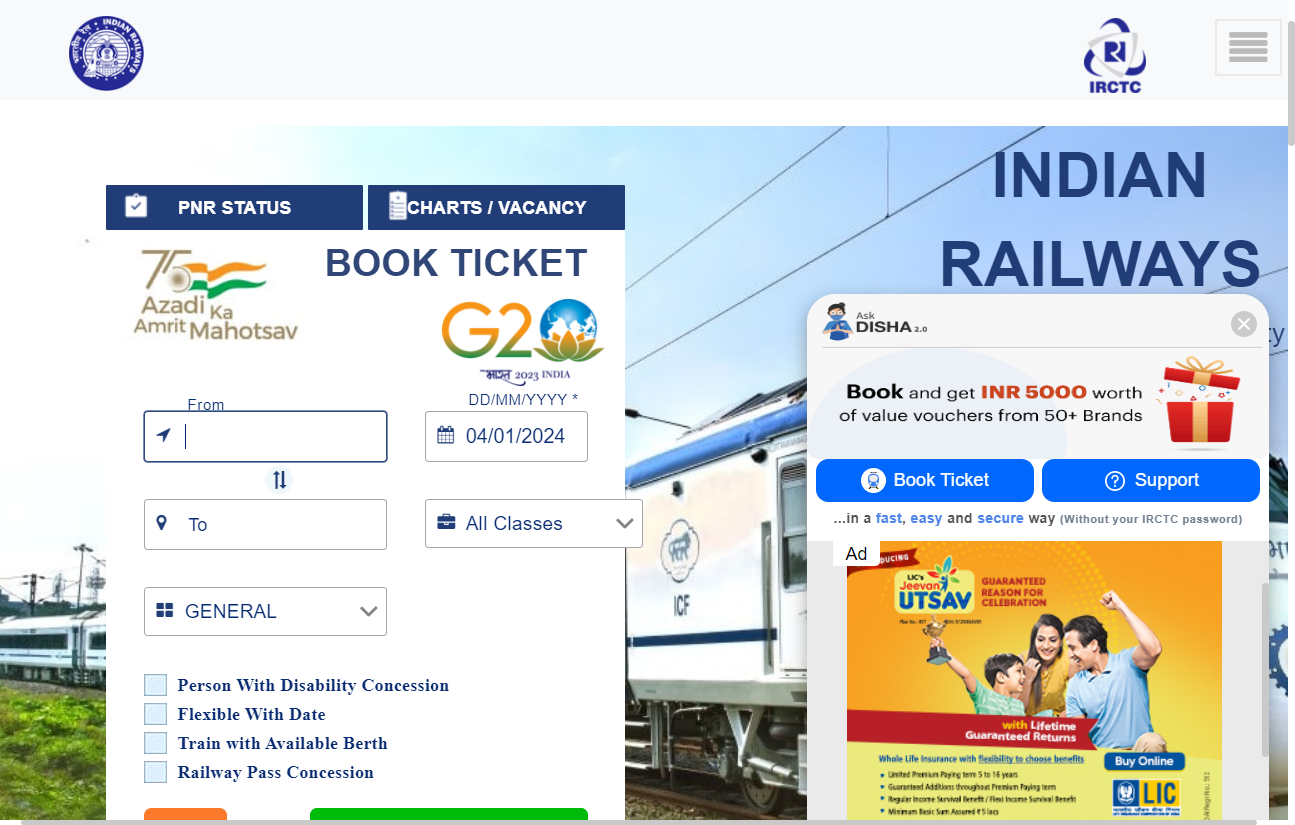 INDIAN RAILWAYS
IRCTC
INDIAN
RAILWAYS
PNR STATUS
CHARTS / VACANCY
BOOK TICKET
75
Azadi Ka
Amrit Mahotsav
G20
भारत 2023 INDIA
From
DD/MM/YYYY *
04/01/2024
To
All Classes
GENERAL
Person With Disability Concession
Flexible With Date
Train with Available Berth
Railway Pass Concession
ICF
Ask
DISHA 2.0
Book and get INR 5000 worth
of value vouchers from 50+ Brands
Book Ticket
Support
...in a fast, easy and secure way (Without your IRCTC password)
Ad
LIC's
Jeevan
UTSAV
GUARANTEED
REASON FOR
CELEBRATION
with Lifetime
Guaranteed Returns
Whole Life Insurance with flexibility to choose benefits
Buy Online
• Limited Premium Paying term 5 to 16 years
• Guaranteed Additions throughout Premium Paying term
• Regular Income Survival Benefit / Flexi Income Survival Benefit
• Minimum Basic Sum Assured ₹ 5 lacs
LIC